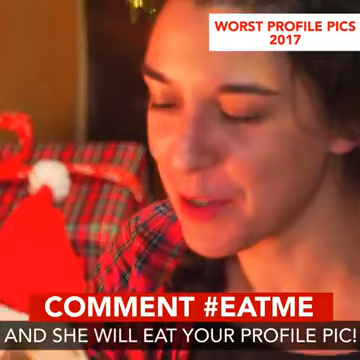 WORST PROFILE PICS
2017
COMMENT #EATME
AND SHE WILL EAT YOUR PROFILE PIC!